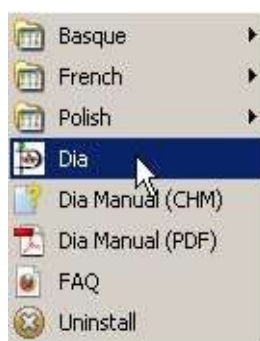 Basque
French
Polish
Dia
Dia Manual (CHM)
Dia Manual (PDF)
FAQ
Uninstall